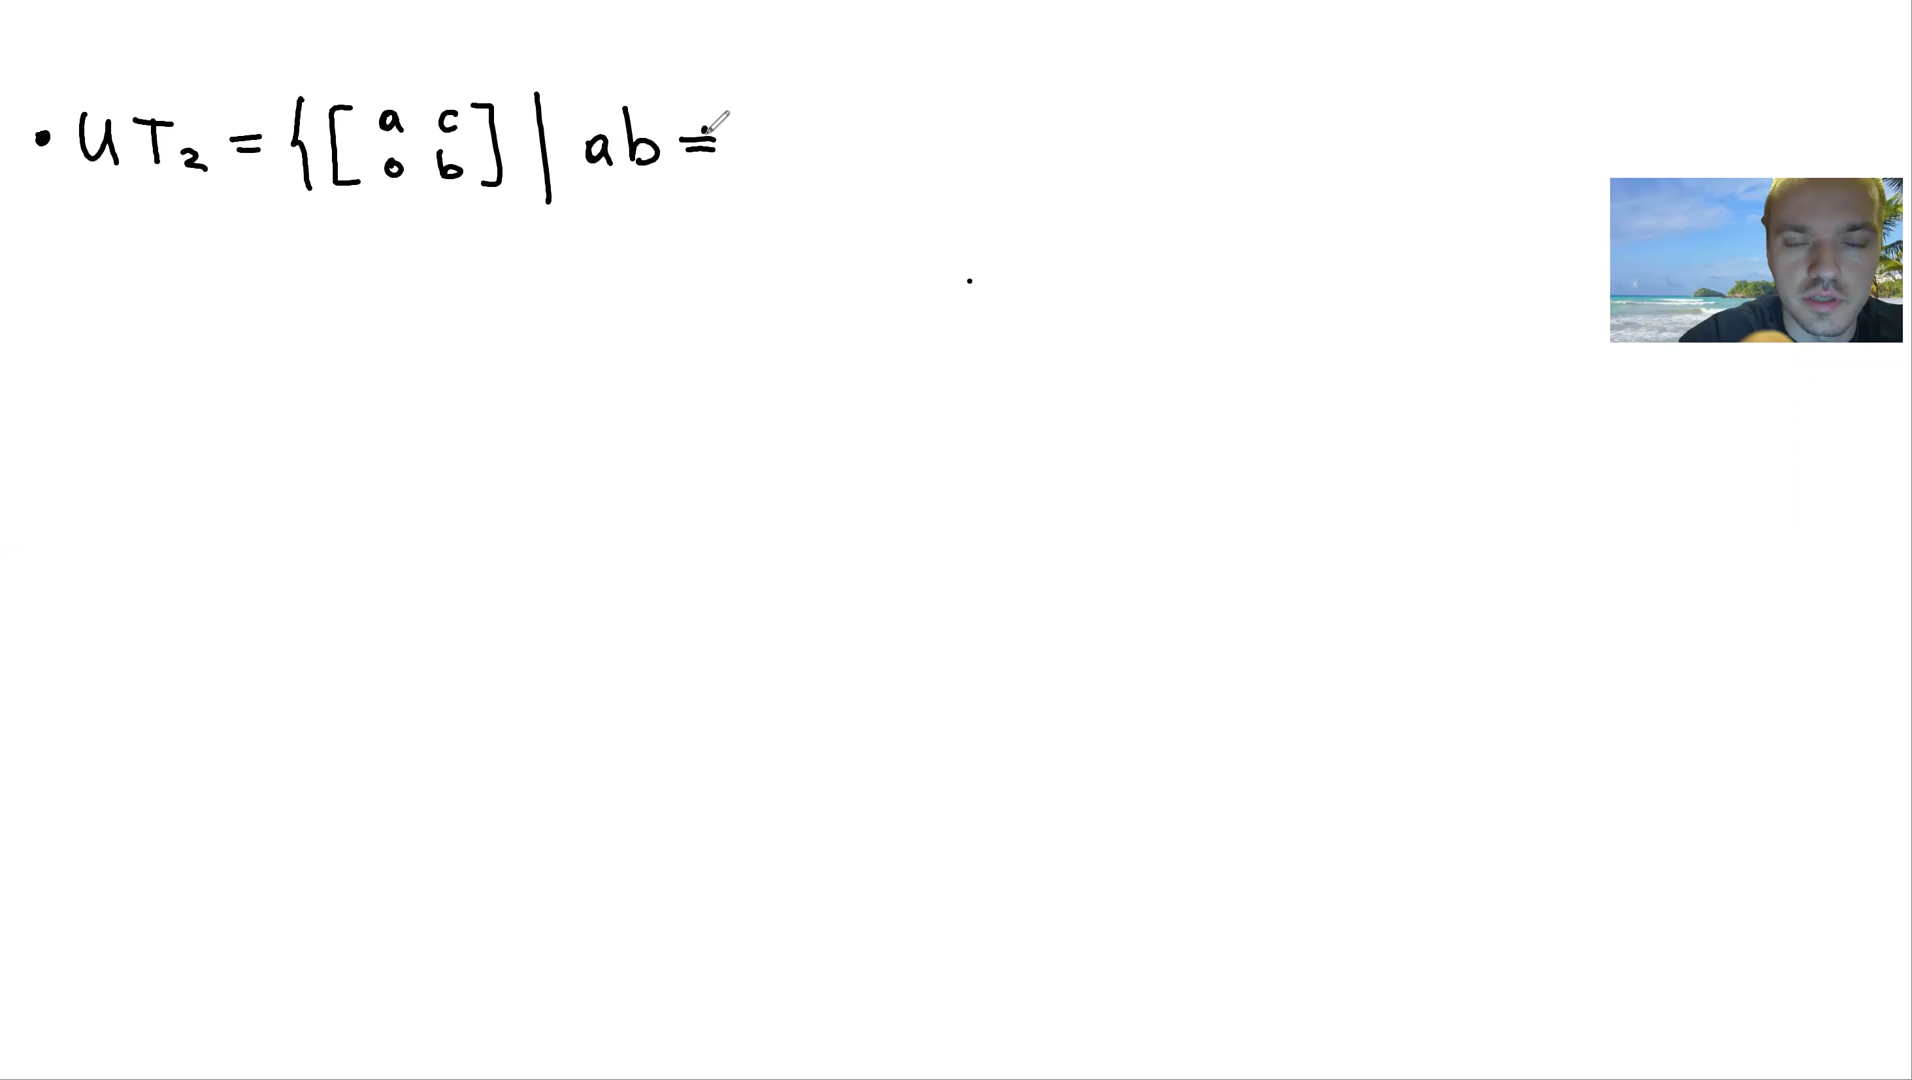 • UT₂ = {[a c; 0 b] | ab =